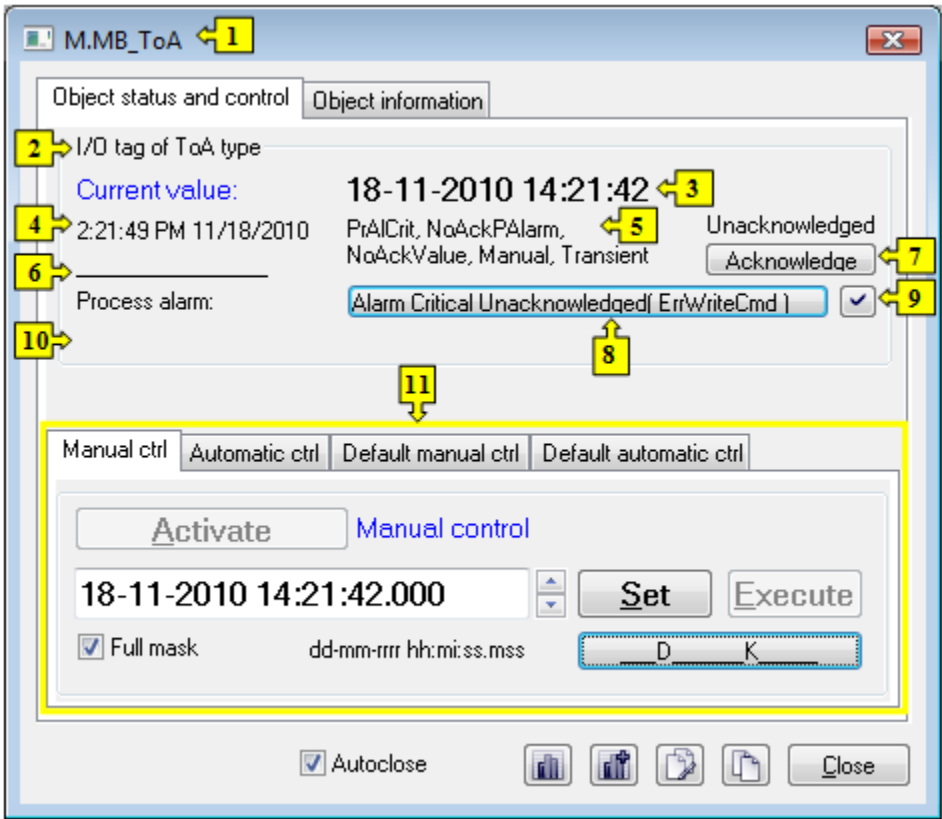 M.MB_ToA 1
Object status and control Object information
2 I/O tag of ToA type
Current value: 18-11-2010 14:21:42 3
4 2:21:49 PM 11/18/2010 PrAlCrit, NoAckPAlarm, 5 Unacknowledged
NoAckValue, Manual, Transient Acknowledge 7
6 _______________
Process alarm: Alarm Critical Unacknowledged( ErrWriteCmd ) 9
10 8
11
Manual ctrl Automatic ctrl Default manual ctrl Default automatic ctrl
Activate Manual control
18-11-2010 14:21:42.000 Set Execute
Full mask dd-mm-rrrr hh:mi:ss.mss ___D______K_____
Autoclose Close